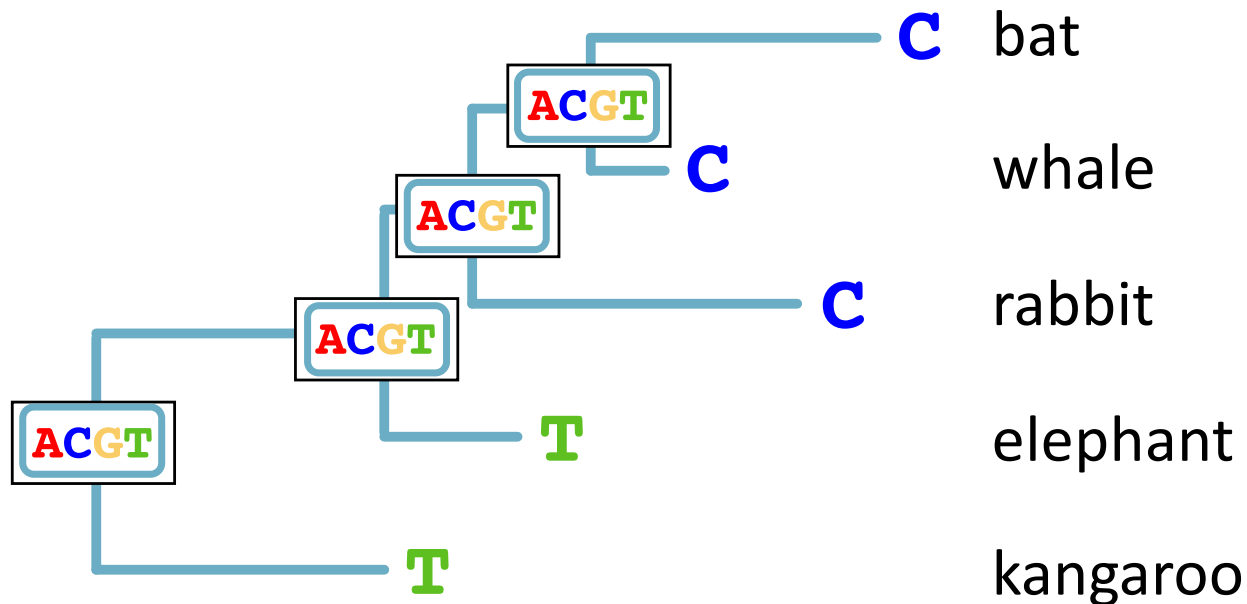 C bat
ACGT
C whale
ACGT
C rabbit
ACGT
T elephant
ACGT
T kangaroo